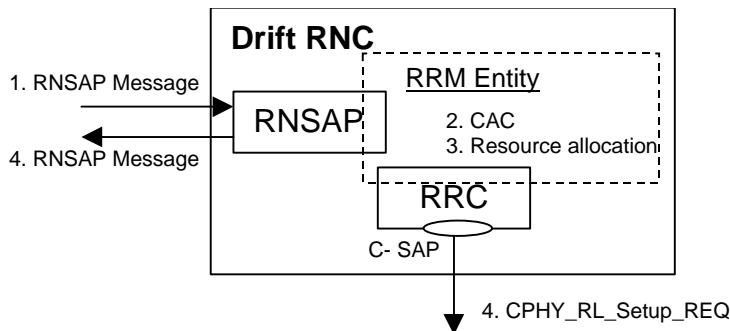 Drift RNC
1. RNSAP Message
RRM Entity
RNSAP
2. CAC
4. RNSAP Message
3. Resource allocation
RRC
C- SAP
4. CPHY_RL_Setup_REQ